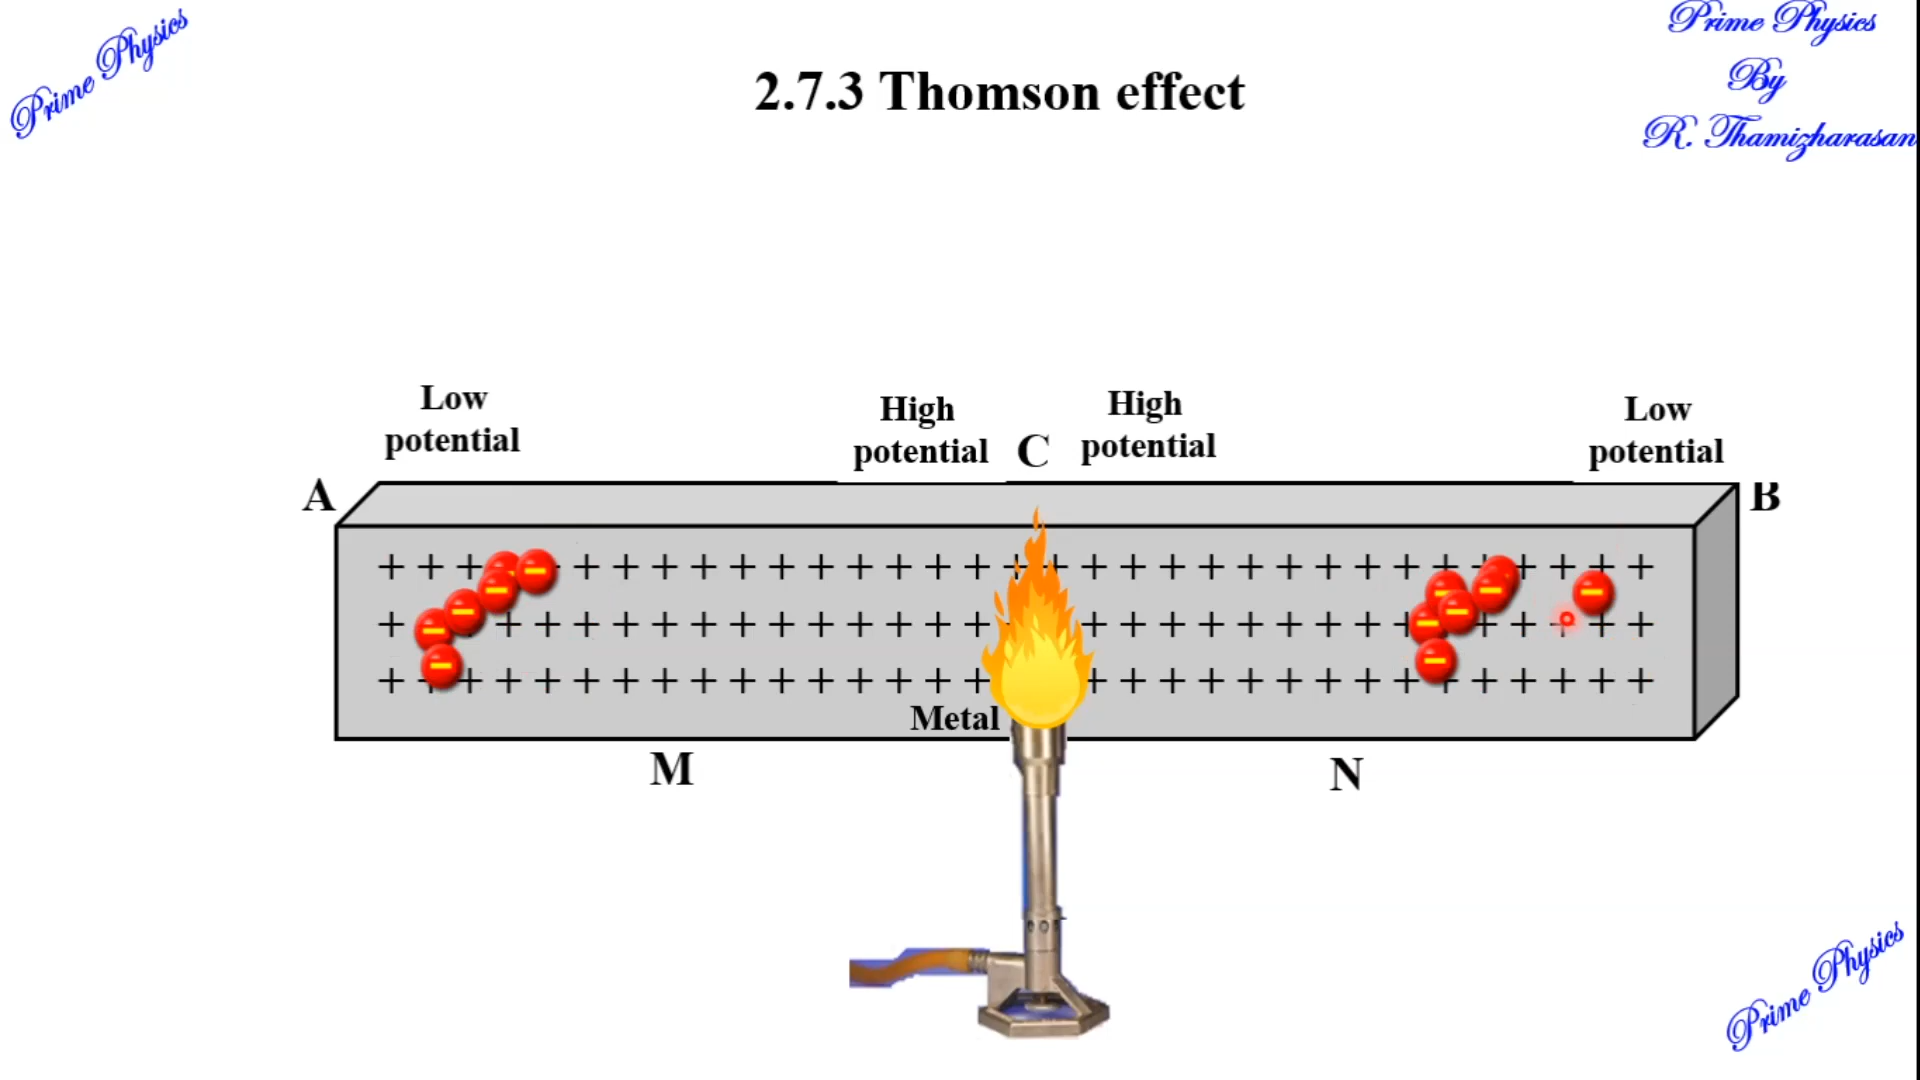 Prime Physics
Prime Physics
By
R. Thamizharasan
2.7.3 Thomson effect
Low
potential
High
potential
C
High
potential
Low
potential
A
B
+ + + + + + + + + + + + + + + + + + + + + + + + + + + + +
+ + + + + + + + + + + + + + + + + + + + + + + + + + +
+ + + + + + + + + + + + + + + + + + + + + + + + + + + +
Metal
M
N
Prime Physics